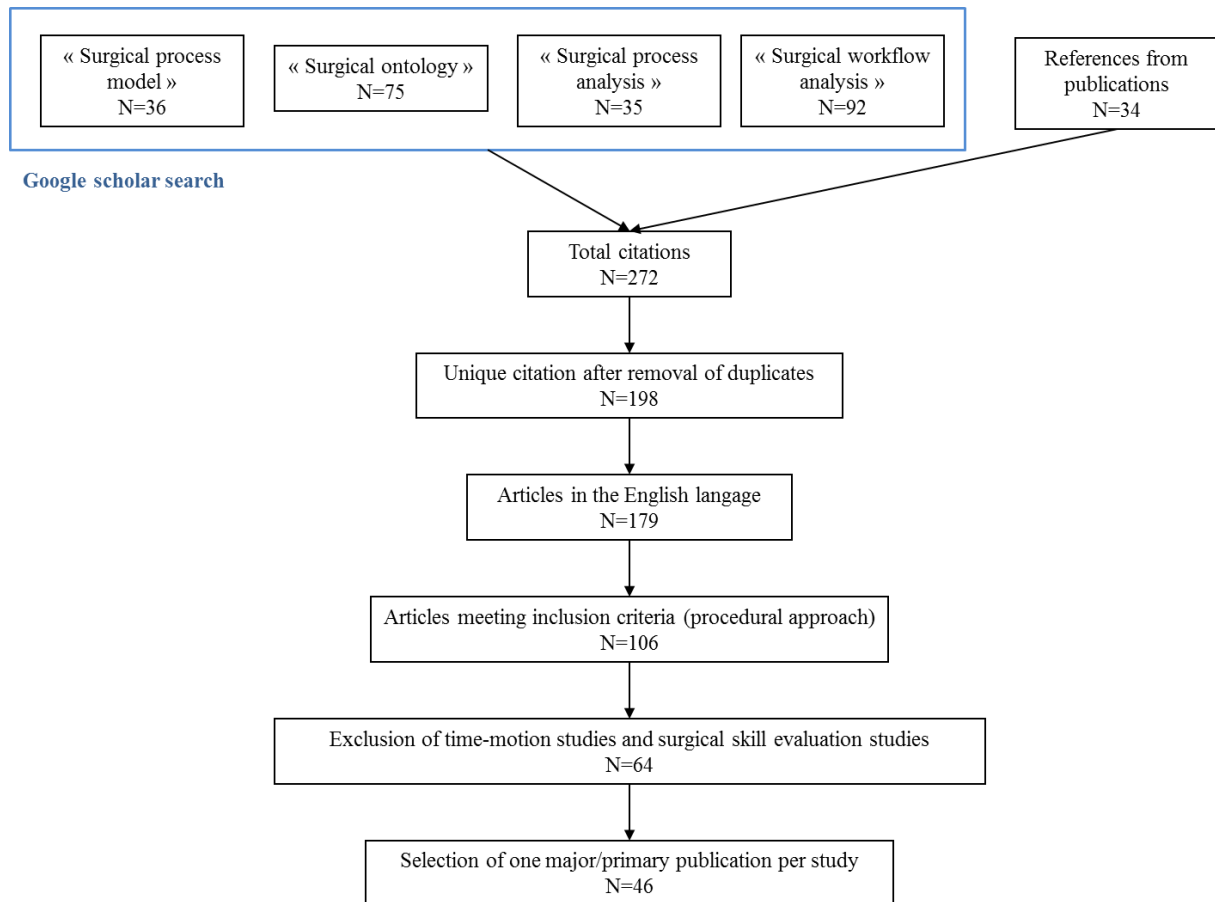 « Surgical process
model »
N=36
« Surgical ontology »
N=75
« Surgical process
analysis »
N=35
« Surgical workflow
analysis »
N=92
References from
publications
N=34
Google scholar search
Total citations
N=272
Unique citation after removal of duplicates
N=198
Articles in the English langage
N=179
Articles meeting inclusion criteria (procedural approach)
N=106
Exclusion of time-motion studies and surgical skill evaluation studies
N=64
Selection of one major/primary publication per study
N=46